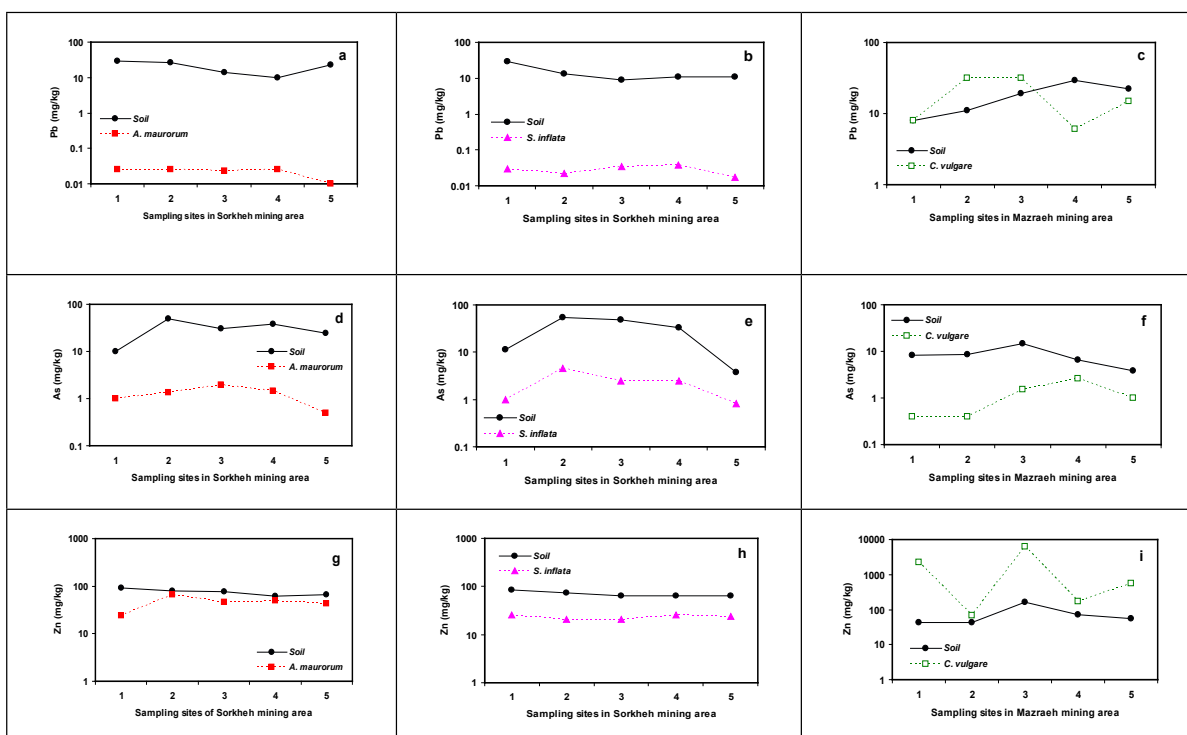 a
100
10
1
0.1
0.01
Pb (mg/kg)
Soil
A. maurorum
1 2 3 4 5
Sampling sites in Sorkheh mining area
b
100
10
1
0.1
0.01
Pb (mg/kg)
Soil
S. inflata
1 2 3 4 5
Sampling sites in Sorkheh mining area
c
100
10
1
Pb (mg/kg)
Soil
C. vulgare
1 2 3 4 5
Sampling sites in Mazraeh mining area
d
100
10
1
0.1
As (mg/kg)
Soil
A. maurorum
1 2 3 4 5
Sampling sites in Sorkheh mining area
e
100
10
1
0.1
As (mg/kg)
Soil
S. inflata
1 2 3 4 5
Sampling sites in Sorkheh mining area
f
100
10
1
0.1
As (mg/kg)
Soil
C. vulgare
1 2 3 4 5
Sampling sites in Mazraeh mining area
g
1000
100
10
1
Zn (mg/kg)
Soil
A. maurorum
1 2 3 4 5
Sampling sites of Sorkheh mining area
h
1000
100
10
1
Zn (mg/kg)
Soil
S. inflata
1 2 3 4 5
Sampling sites in Sorkheh mining area
i
10000
1000
100
10
1
Zn (mg/kg)
Soil
C. vulgare
1 2 3 4 5
Sampling sites in Mazraeh mining area